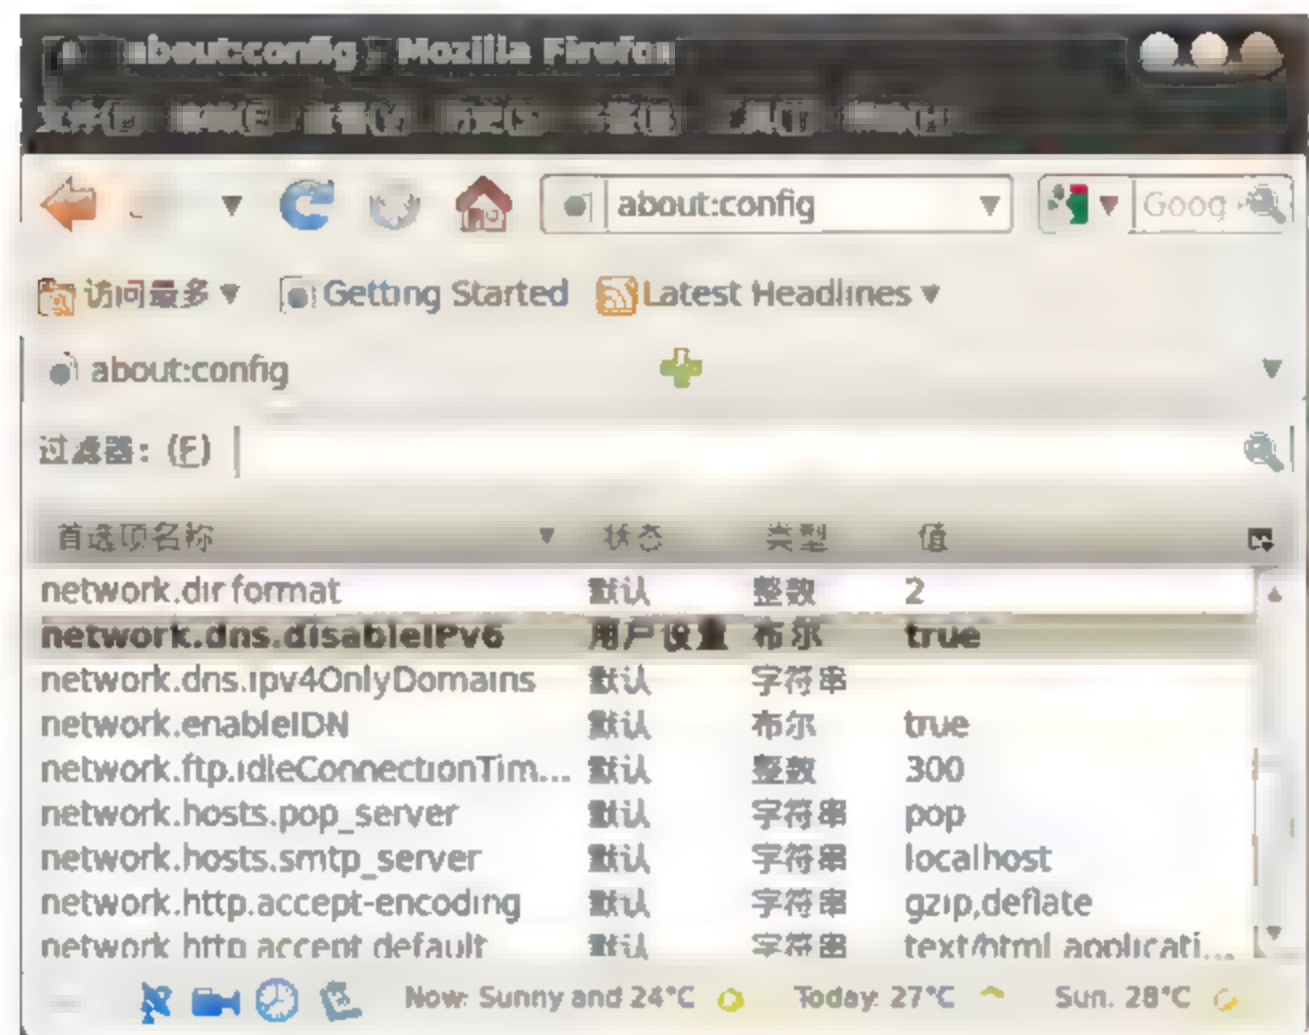 about:config - Mozilla Firefox
about:config Goog
访问最多 Getting Started Latest Headlines
about:config
过滤器: (F)
首选项名称 状态 类型 值
network.dir.format 默认 整数 2
network.dns.disableIPv6 用户设置 布尔 true
network.dns.ipv4OnlyDomains 默认 字符串
network.enableIDN 默认 布尔 true
network.ftp.idleConnectionTim... 默认 整数 300
network.hosts.pop_server 默认 字符串 pop
network.hosts.smtp_server 默认 字符串 localhost
network.http.accept-encoding 默认 字符串 gzip,deflate
network.http.accept.default 默认 字符串 text/html,applicati...
Now: Sunny and 24°C Today: 27°C Sun. 28°C